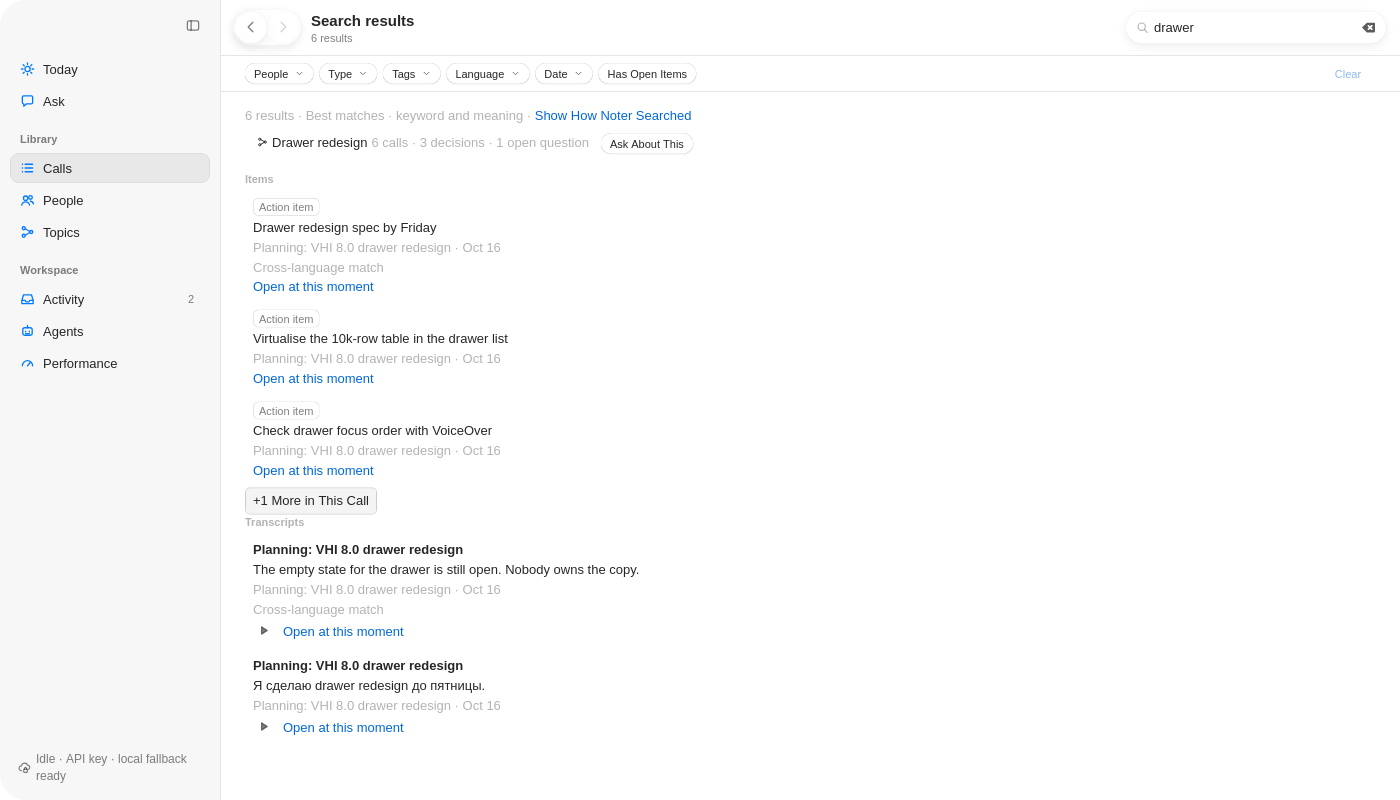 Today
Ask
Library
Calls
People
Topics
Workspace
Activity 2
Agents
Performance
Idle · API key · local fallback
ready
Search results
6 results
drawer
People
Type
Tags
Language
Date
Has Open Items
Clear
6 results · Best matches · keyword and meaning · Show How Noter Searched
Drawer redesign 6 calls · 3 decisions · 1 open question Ask About This
Items
Action item
Drawer redesign spec by Friday
Planning: VHI 8.0 drawer redesign · Oct 16
Cross-language match
Open at this moment
Action item
Virtualise the 10k-row table in the drawer list
Planning: VHI 8.0 drawer redesign · Oct 16
Open at this moment
Action item
Check drawer focus order with VoiceOver
Planning: VHI 8.0 drawer redesign · Oct 16
Open at this moment
+1 More in This Call
Transcripts
Planning: VHI 8.0 drawer redesign
The empty state for the drawer is still open. Nobody owns the copy.
Planning: VHI 8.0 drawer redesign · Oct 16
Cross-language match
Open at this moment
Planning: VHI 8.0 drawer redesign
Я сделаю drawer redesign до пятницы.
Planning: VHI 8.0 drawer redesign · Oct 16
Open at this moment